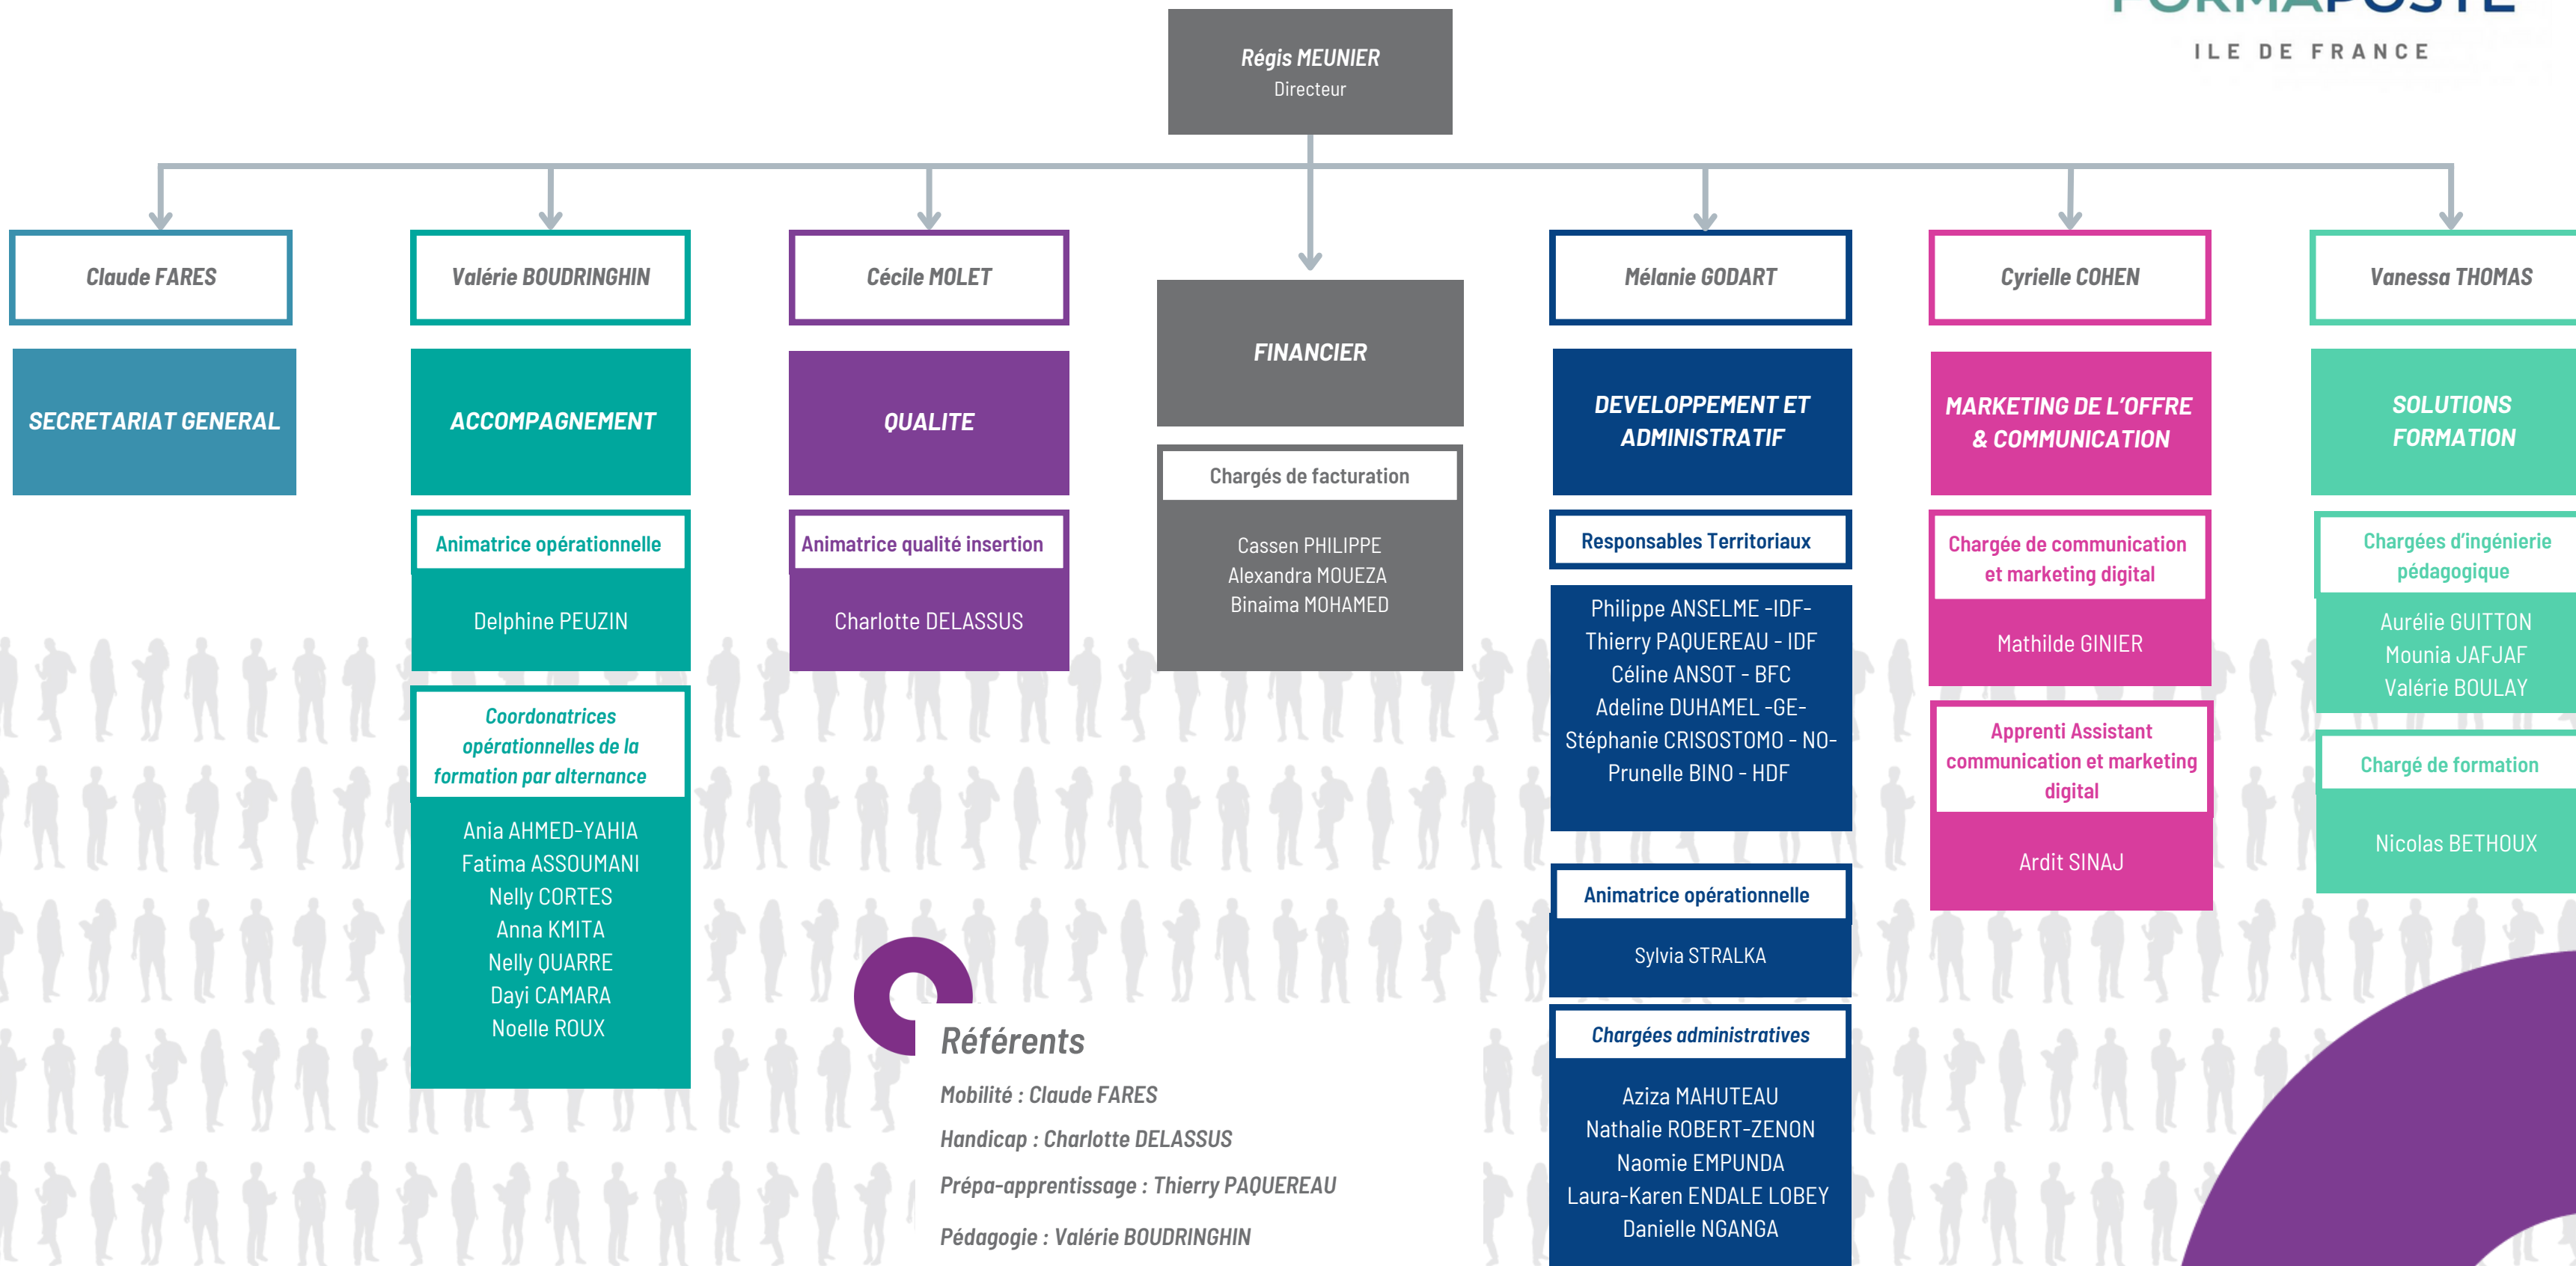 FORMAPOSTE
ILE DE FRANCE
Régis MEUNIER
Directeur
Claude FARES
SECRETARIAT GENERAL
Valérie BOUDRINGHIN
ACCOMPAGNEMENT
Animatrice opérationnelle
Delphine PEUZIN
Coordonatrices
opérationnelles de la
formation par alternance
Ania AHMED-YAHIA
Fatima ASSOUMANI
Nelly CORTES
Anna KMITA
Nelly QUARRE
Dayi CAMARA
Noelle ROUX
Cécile MOLET
QUALITE
Animatrice qualité insertion
Charlotte DELASSUS
FINANCIER
Chargés de facturation
Cassen PHILIPPE
Alexandra MOUEZA
Binaima MOHAMED
Mélanie GODART
DEVELOPPEMENT ET
ADMINISTRATIF
Responsables Territoriaux
Philippe ANSELME -IDF-
Thierry PAQUEREAU - IDF
Céline ANSOT - BFC
Adeline DUHAMEL -GE-
Stéphanie CRISOSTOMO - NO-
Prunelle BINO - HDF
Animatrice opérationnelle
Sylvia STRALKA
Chargées administratives
Aziza MAHUTEAU
Nathalie ROBERT-ZENON
Naomie EMPUNDA
Laura-Karen ENDALE LOBEY
Danielle NGANGA
Cyrielle COHEN
MARKETING DE L'OFFRE
& COMMUNICATION
Chargée de communication
et marketing digital
Mathilde GINIER
Apprenti Assistant
communication et marketing
digital
Ardit SINAJ
Vanessa THOMAS
SOLUTIONS
FORMATION
Chargées d'ingénierie
pédagogique
Aurélie GUITTON
Mounia JAFJAF
Valérie BOULAY
Chargé de formation
Nicolas BETHOUX
Référents
Mobilité : Claude FARES
Handicap : Charlotte DELASSUS
Prépa-apprentissage : Thierry PAQUEREAU
Pédagogie : Valérie BOUDRINGHIN